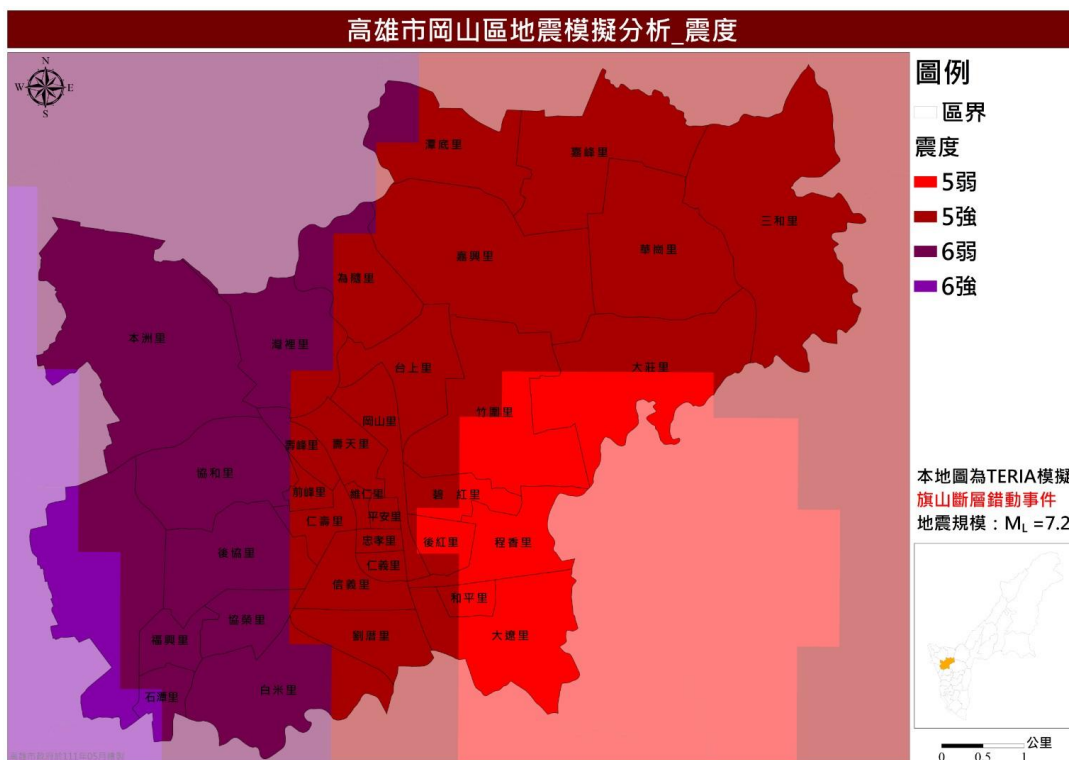 高雄市岡山區地震模擬分析_震度
N
W E
S
圖例
區界
震度
5弱
5強
6弱
6強
潭底里
嘉峰里
三和里
華崗里
嘉興里
為隨里
本洲里
灣裡里
台上里
大莊里
竹圍里
岡山里
壽峰里
壽天里
協和里
前峰里
維仁里
碧紅里
仁壽里
平安里
忠孝里
後紅里
程香里
後協里
仁義里
信義里
和平里
協榮里
福興里
劉厝里
大遼里
石潭里
白米里
本地圖為TERIA模擬
旗山斷層錯動事件
地震規模：ML =7.2
公里
0 0.5 1